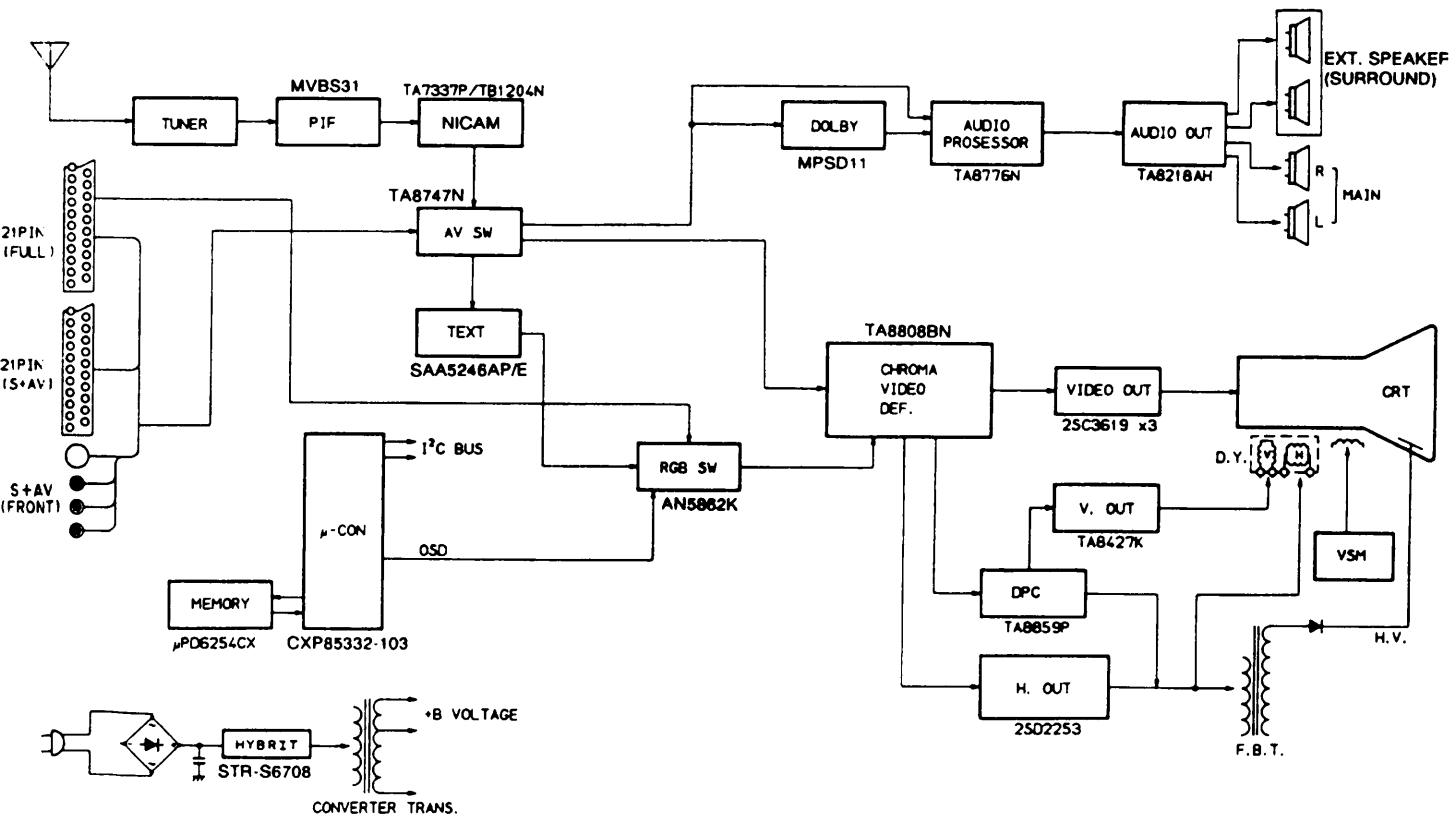 EXT. SPEAKEF
(SURROUND)
MVBS31
TA7337P/TB1204N
TUNER
PIF
NICAM
DOLBY
MPSD11
AUDIO
PROSESSOR
TA8776N
AUDIO OUT
TA8218AH
R
L
MAIN
TA8747N
AV SW
21PIN
(FULL)
TEXT
SAA5246AP/E
21PIN
(S+AV)
TA8808BN
CHROMA
VIDEO
DEF.
VIDEO OUT
2SC3619 x3
CRT
D.Y.
V
H
I²C BUS
RGB SW
AN5862K
S+AV
(FRONT)
μ-CON
OSD
V. OUT
TA8427K
VSM
MEMORY
μPD6254CX
CXP85332-103
DPC
TA8859P
H.V.
H. OUT
2SD2253
F.B.T.
+B VOLTAGE
HYBRIT
STR-S6708
CONVERTER TRANS.